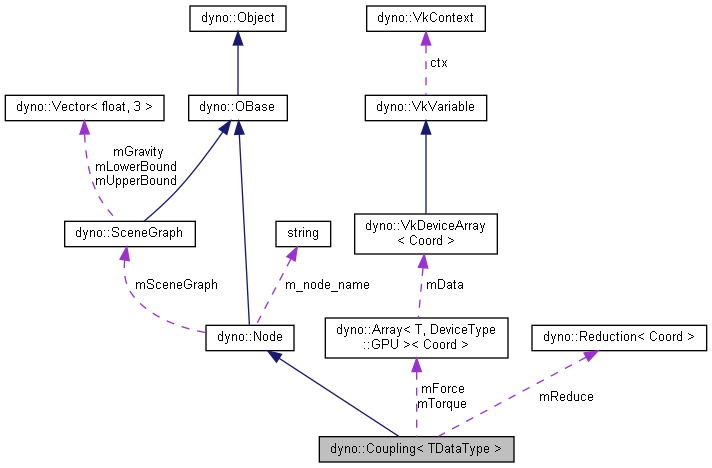 dyno::Object
dyno::VkContext
ctx
dyno::Vector< float, 3 >
dyno::OBase
dyno::VkVariable
mGravity
mLowerBound
mUpperBound
dyno::SceneGraph
string
dyno::VkDeviceArray
< Coord >
mSceneGraph
m_node_name
mData
dyno::Node
dyno::Array< T, DeviceType
::GPU >< Coord >
dyno::Reduction< Coord >
mForce
mTorque
mReduce
dyno::Coupling< TDataType >